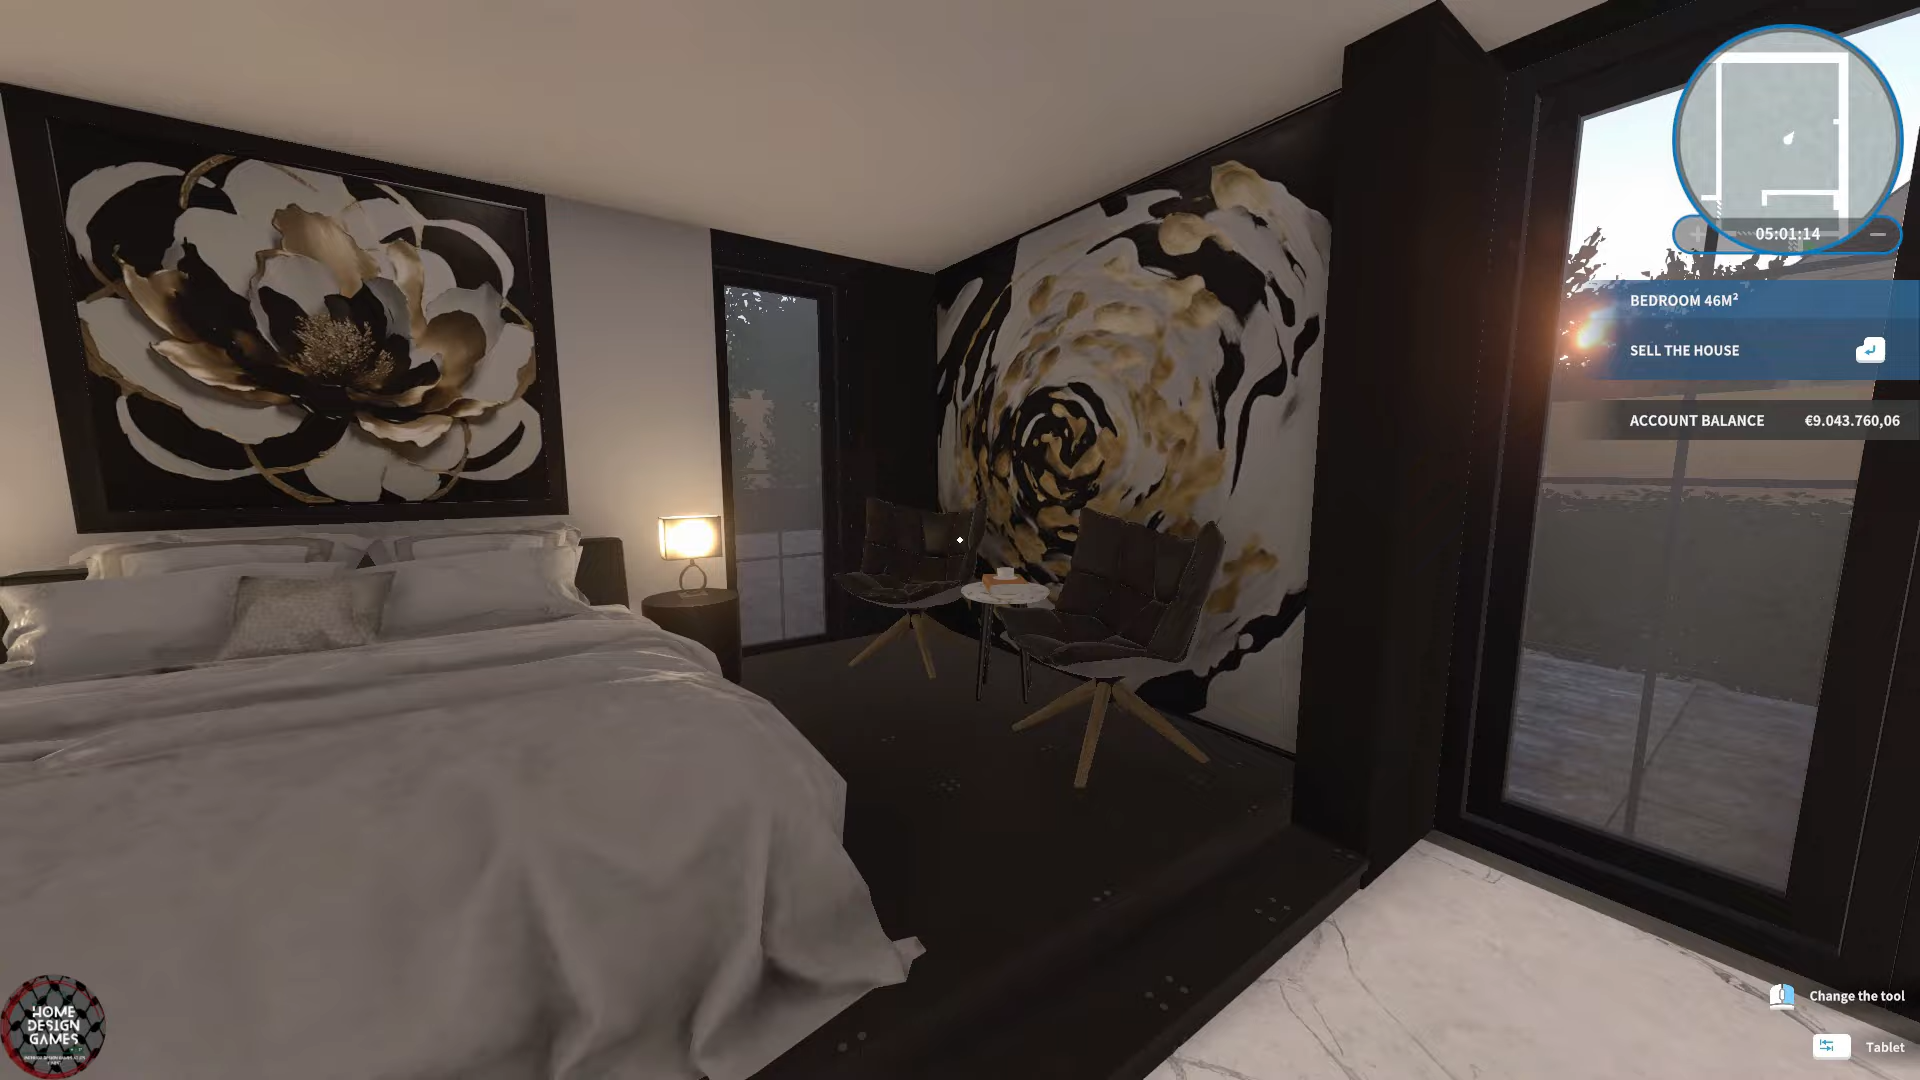 05:01:14
BEDROOM 46M²
SELL THE HOUSE
ACCOUNT BALANCE €9.043.760,06
HOME
DESIGN
GAMES
Change the tool
Tablet